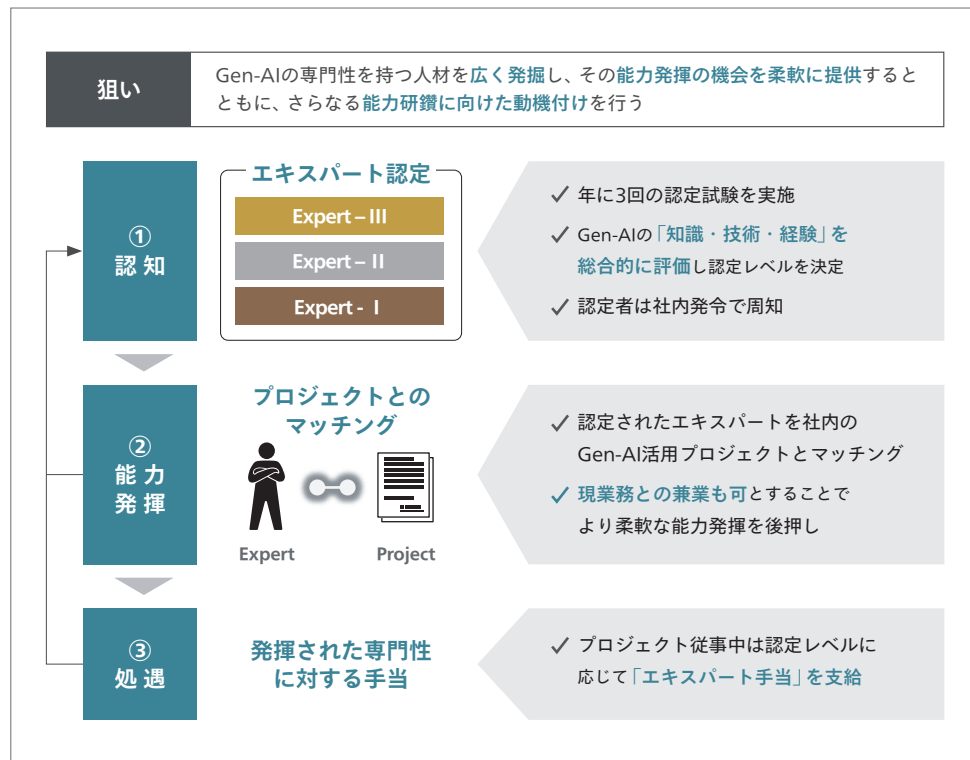 狙い
Gen-AIの専門性を持つ人材を広く発掘し、その能力発揮の機会を柔軟に提供すると
ともに、さらなる能力研鑽に向けた動機付けを行う
①
認知
エキスパート認定
Expert – III
Expert – II
Expert - I
✓ 年に3回の認定試験を実施
✓ Gen-AIの「知識・技術・経験」を
総合的に評価し認定レベルを決定
✓ 認定者は社内発令で周知
②
能力
発揮
プロジェクトとの
マッチング
Expert
Project
✓ 認定されたエキスパートを社内の
Gen-AI活用プロジェクトとマッチング
✓ 現業務との兼業も可とすることで
より柔軟な能力発揮を後押し
③
処遇
発揮された専門性
に対する手当
✓ プロジェクト従事中は認定レベルに
応じて「エキスパート手当」を支給